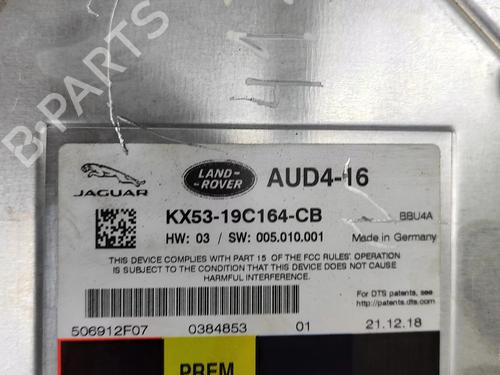 B-PARTS
JAGUAR
LAND-
ROVER
AUD4-16
KX53-19C164-CB
BBU4A
HW: 03 / SW: 005.010.001
Made in Germany
THIS DEVICE COMPLIES WITH PART 15 OF THE FCC RULES. OPERATION
IS SUBJECT TO THE CONDITION THAT THIS DEVICE DOES NOT CAUSE
HARMFUL INTERFERENCE.
For DTS patents, see
http://patents.dts.com
506912F07
0384853
01
21.12.18
PREM